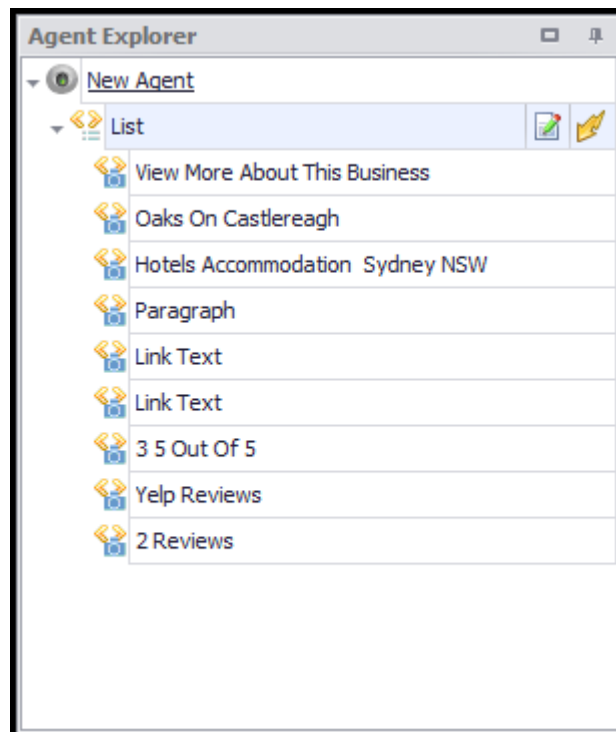 Agent Explorer
New Agent
List
View More About This Business
Oaks On Castlereagh
Hotels Accommodation  Sydney NSW
Paragraph
Link Text
Link Text
3 5 Out Of 5
Yelp Reviews
2 Reviews